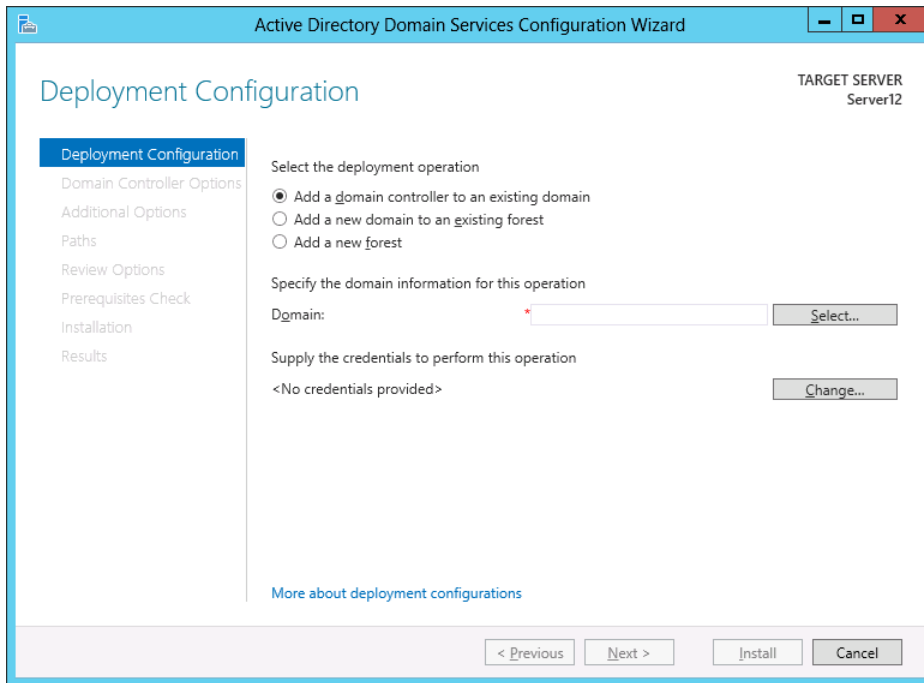 Active Directory Domain Services Configuration Wizard
Deployment Configuration
TARGET SERVER
Server12
Deployment Configuration
Domain Controller Options
Additional Options
Paths
Review Options
Prerequisites Check
Installation
Results
Select the deployment operation
Add a domain controller to an existing domain
Add a new domain to an existing forest
Add a new forest
Specify the domain information for this operation
Domain: * Select...
Supply the credentials to perform this operation
<No credentials provided> Change...
More about deployment configurations
< Previous Next > Install Cancel